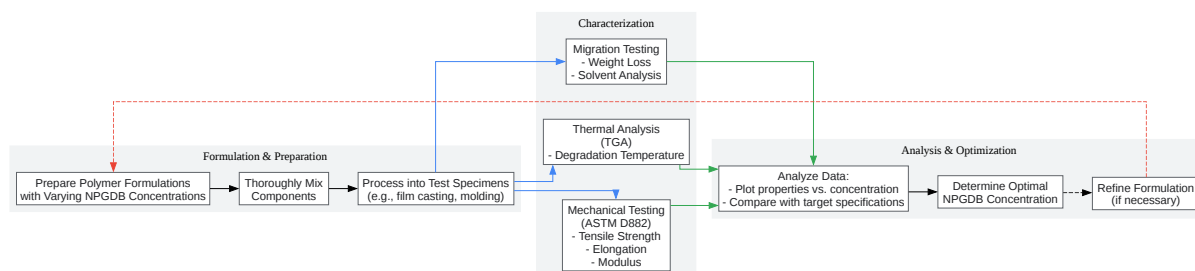 Characterization
Migration Testing
- Weight Loss
- Solvent Analysis
Thermal Analysis
(TGA)
- Degradation Temperature
Mechanical Testing
(ASTM D882)
- Tensile Strength
- Elongation
- Modulus
Formulation & Preparation
Prepare Polymer Formulations
with Varying NPGDB Concentrations
Thoroughly Mix
Components
Process into Test Specimens
(e.g., film casting, molding)
Analysis & Optimization
Analyze Data:
- Plot properties vs. concentration
- Compare with target specifications
Determine Optimal
NPGDB Concentration
Refine Formulation
(if necessary)